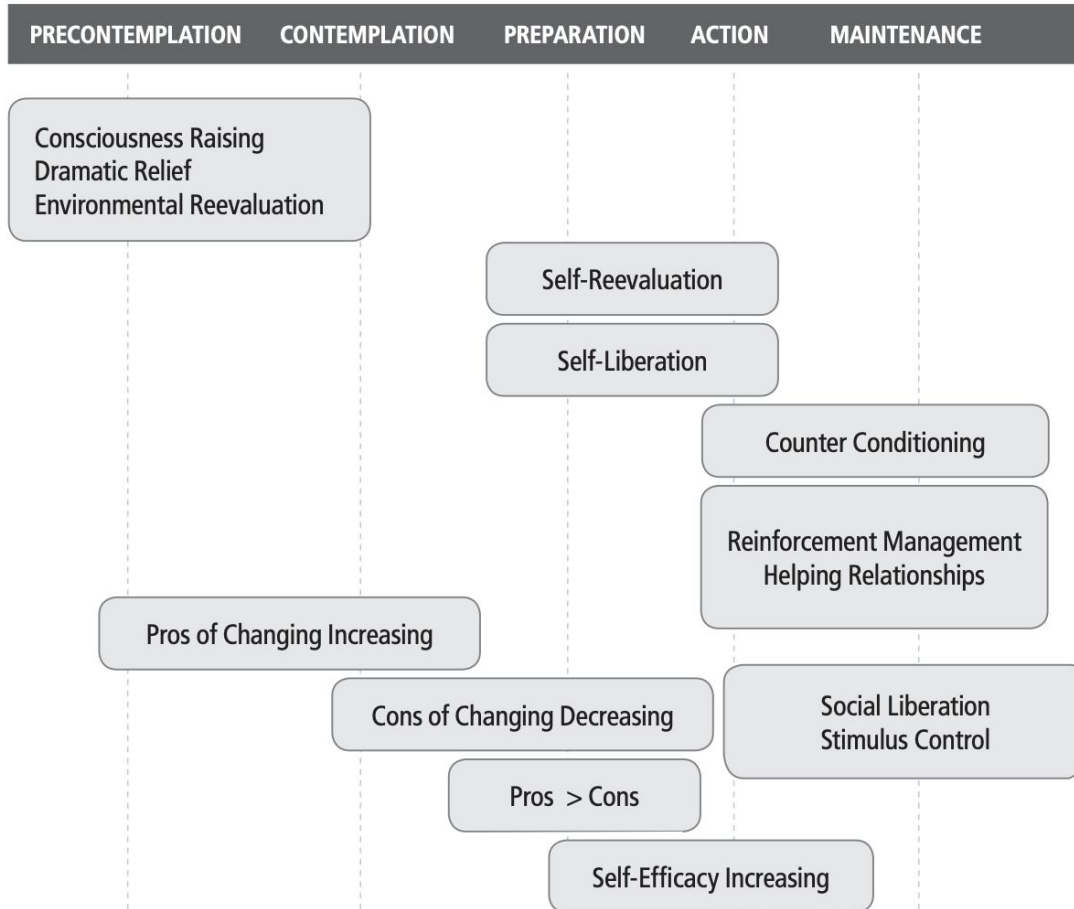 PRECONTEMPLATION CONTEMPLATION PREPARATION ACTION MAINTENANCE
Consciousness Raising
Dramatic Relief
Environmental Reevaluation
Self-Reevaluation
Self-Liberation
Counter Conditioning
Reinforcement Management
Helping Relationships
Pros of Changing Increasing
Cons of Changing Decreasing
Social Liberation
Stimulus Control
Pros > Cons
Self-Efficacy Increasing